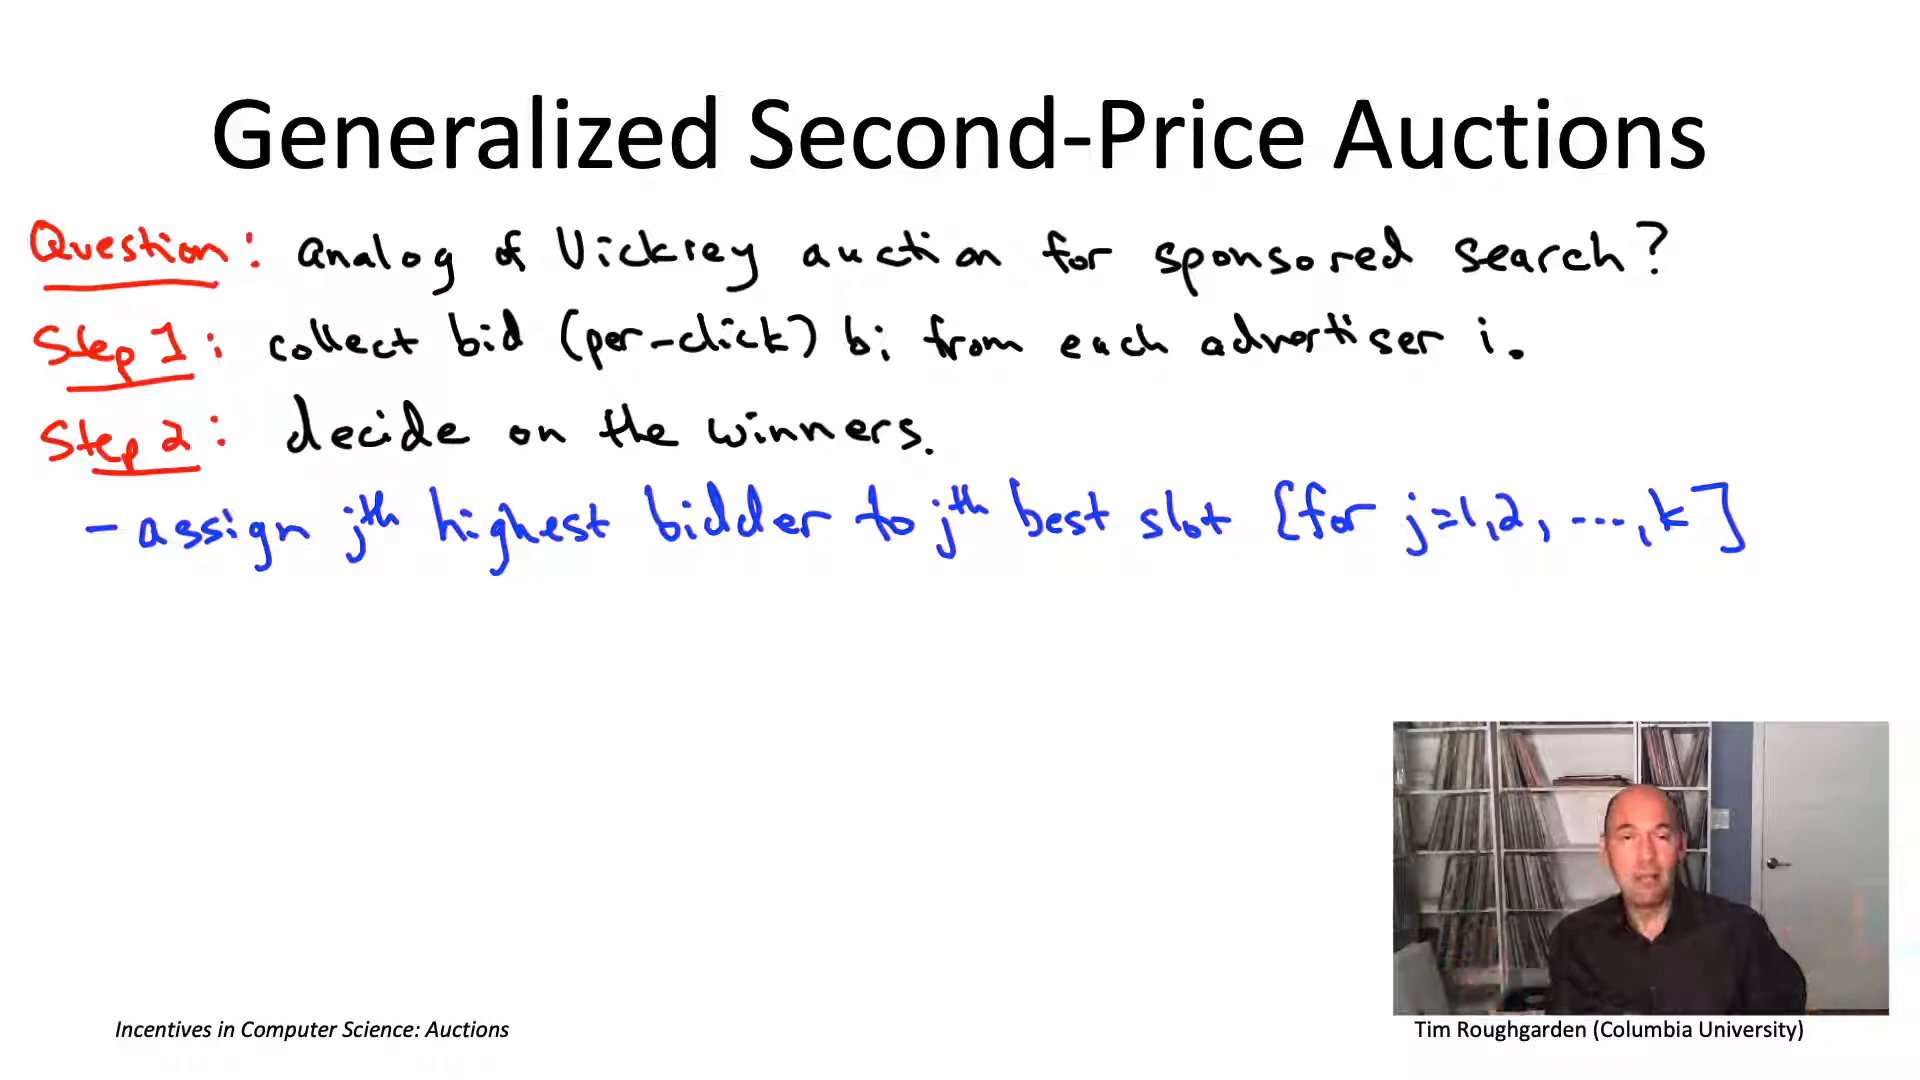 Generalized Second-Price Auctions
Question: analog of Vickrey auction for sponsored search?
Step 1: collect bid (per-click) bi from each advertiser i.
Step 2: decide on the winners.
- assign jth highest bidder to jth best slot [for j=1,2, ..., k]
Incentives in Computer Science: Auctions
Tim Roughgarden (Columbia University)